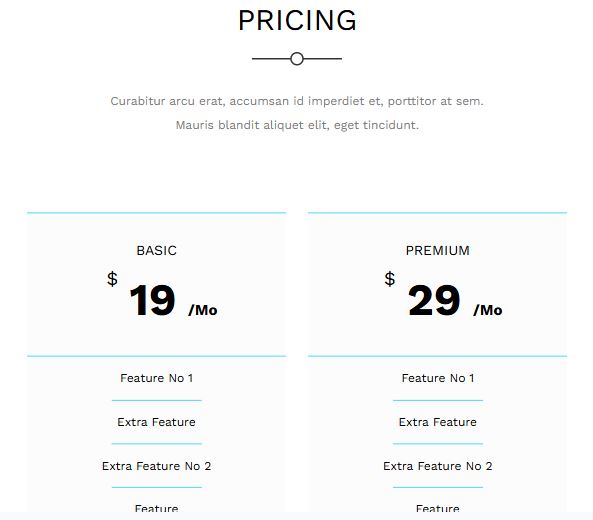 PRICING
Curabitur arcu erat, accumsan id imperdiet et, porttitor at sem.
Mauris blandit aliquet elit, eget tincidunt.
BASIC
$ 19 /Mo
Feature No 1
Extra Feature
Extra Feature No 2
Feature
PREMIUM
$ 29 /Mo
Feature No 1
Extra Feature
Extra Feature No 2
Feature